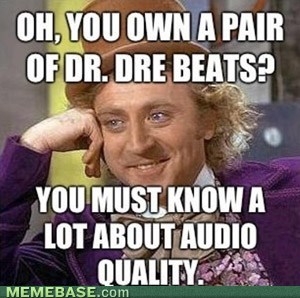 OH, YOU OWN A PAIR
OF DR. DRE BEATS?
YOU MUST KNOW A
LOT ABOUT AUDIO
QUALITY.
MEMEBASE.com